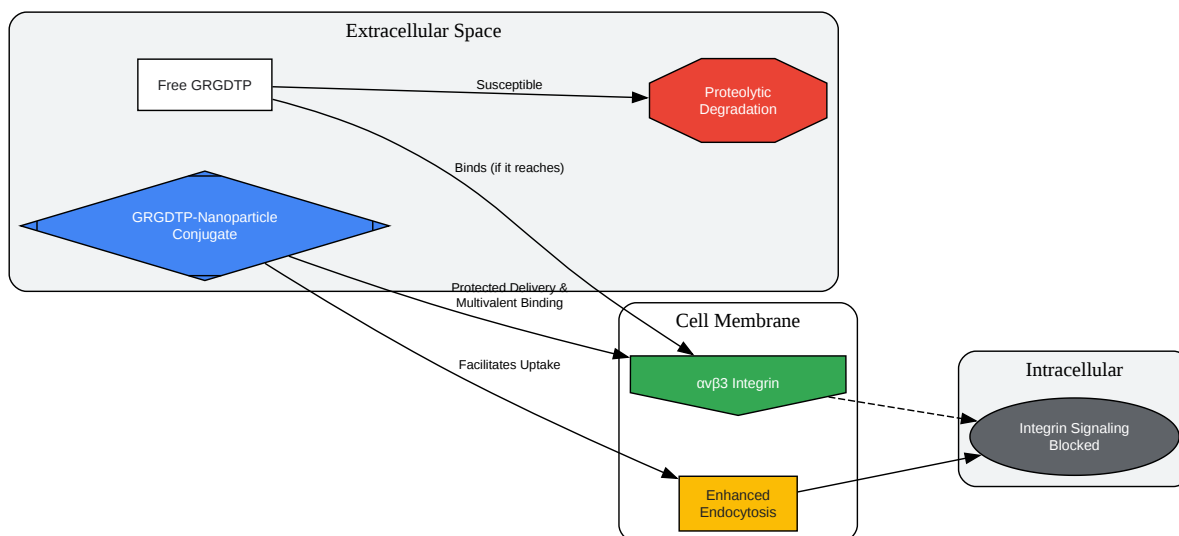 Extracellular Space
Free GRGDTP
Susceptible
Proteolytic
Degradation
Binds (if it reaches)
GRGDTP-Nanoparticle
Conjugate
Protected Delivery &
Multivalent Binding
Facilitates Uptake
Cell Membrane
αvβ3 Integrin
Enhanced
Endocytosis
Intracellular
Integrin Signaling
Blocked